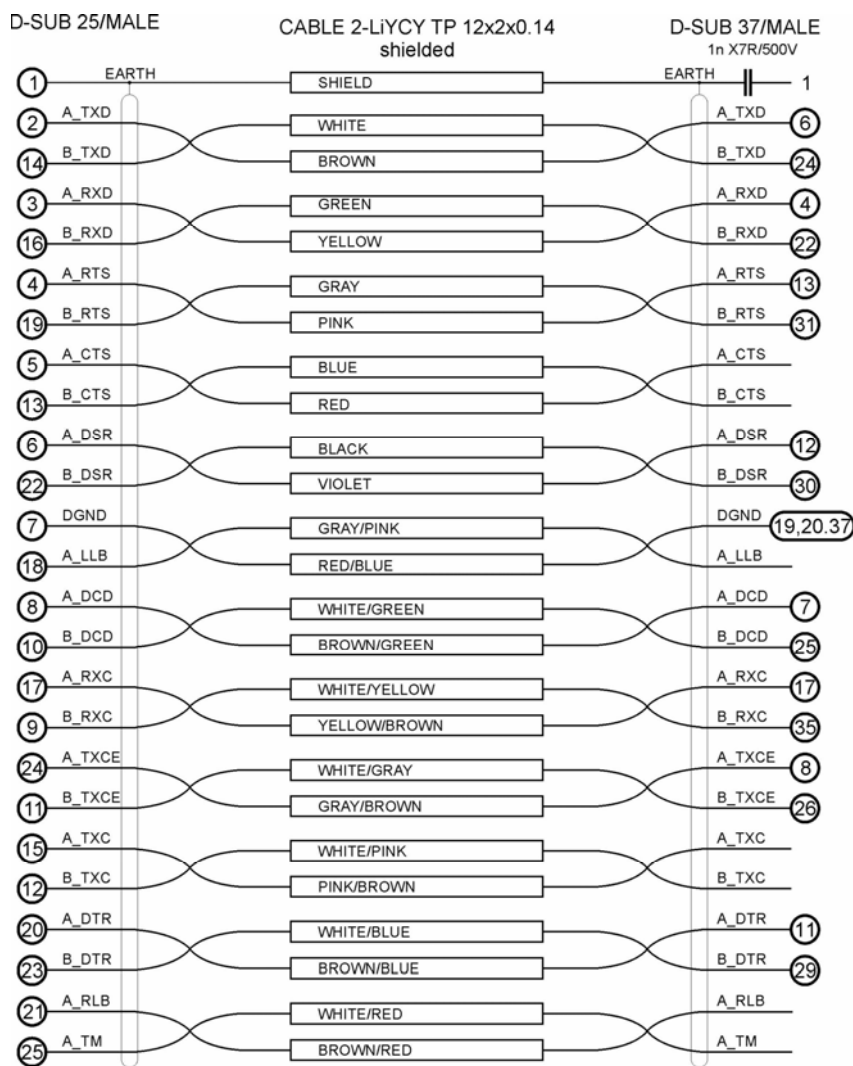 D-SUB 25/MALE CABLE 2-LiYCY TP 12x2x0.14 D-SUB 37/MALE
shielded 1n X7R/500V
1 EARTH SHIELD EARTH 1
2 A_TXD WHITE A_TXD 6
14 B_TXD BROWN B_TXD 24
3 A_RXD GREEN A_RXD 4
16 B_RXD YELLOW B_RXD 22
4 A_RTS GRAY A_RTS 13
19 B_RTS PINK B_RTS 31
5 A_CTS BLUE A_CTS
13 B_CTS RED B_CTS
6 A_DSR BLACK A_DSR 12
22 B_DSR VIOLET B_DSR 30
7 DGND GRAY/PINK DGND 19,20.37
18 A_LLB RED/BLUE A_LLB
8 A_DCD WHITE/GREEN A_DCD 7
10 B_DCD BROWN/GREEN B_DCD 25
17 A_RXC WHITE/YELLOW A_RXC 17
9 B_RXC YELLOW/BROWN B_RXC 35
24 A_TXCE WHITE/GRAY A_TXCE 8
11 B_TXCE GRAY/BROWN B_TXCE 26
15 A_TXC WHITE/PINK A_TXC
12 B_TXC PINK/BROWN B_TXC
20 A_DTR WHITE/BLUE A_DTR 11
23 B_DTR BROWN/BLUE B_DTR 29
21 A_RLB WHITE/RED A_RLB
25 A_TM BROWN/RED A_TM